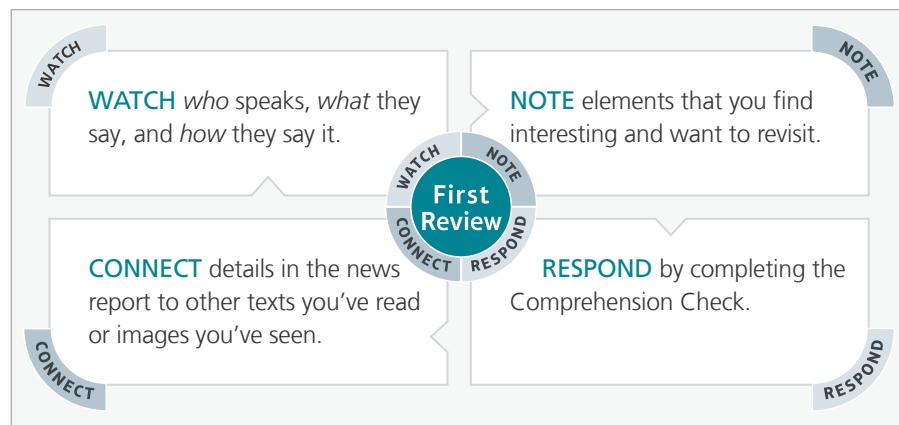 WATCH
WATCH who speaks, what they
say, and how they say it.
NOTE
NOTE elements that you find
interesting and want to revisit.
WATCH
NOTE
First
Review
CONNECT
RESPOND
CONNECT details in the news
report to other texts you've read
or images you've seen.
CONNECT
RESPOND by completing the
Comprehension Check.
RESPOND